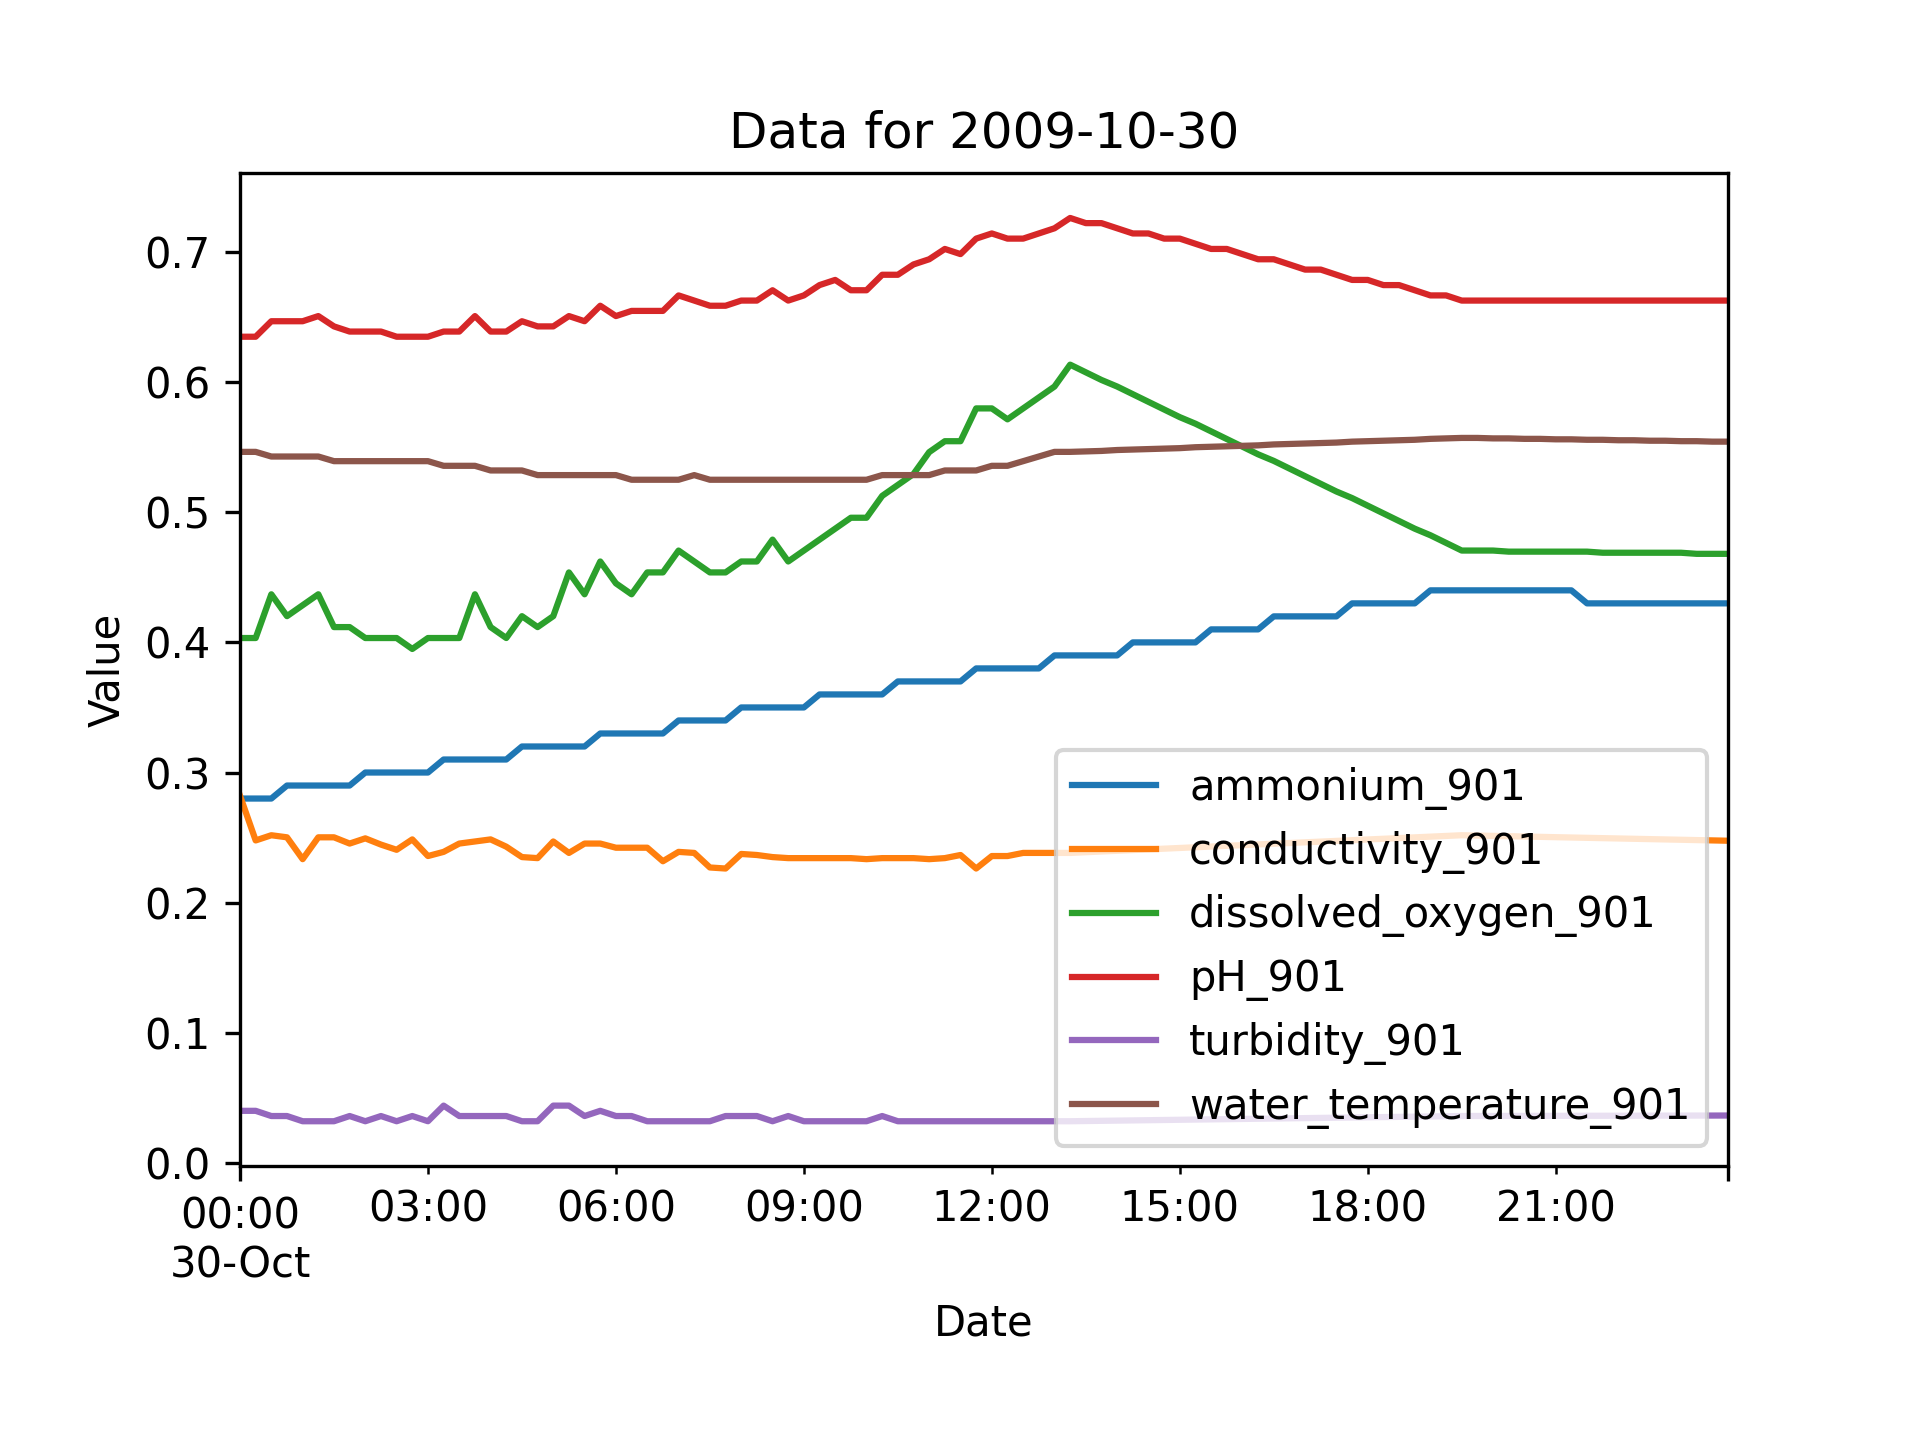 Data for 2009-10-30
Value
0.7
0.6
0.5
0.4
0.3
0.2
0.1
0.0
ammonium_901
conductivity_901
dissolved_oxygen_901
pH_901
turbidity_901
water_temperature_901
00:00 03:00 06:00 09:00 12:00 15:00 18:00 21:00
30-Oct
Date